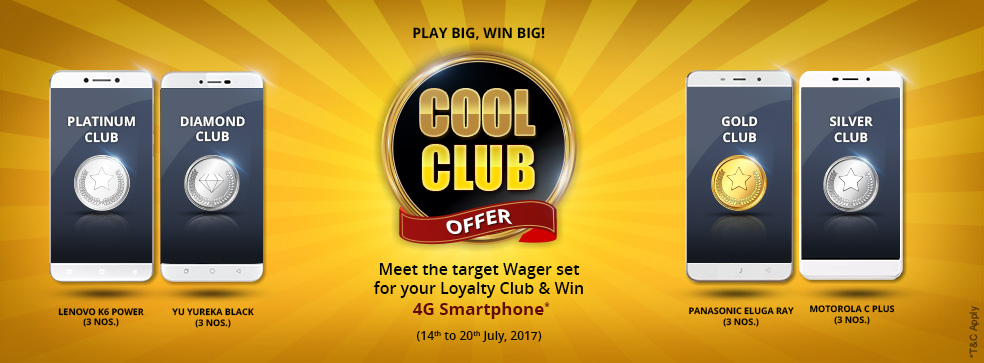 PLAY BIG, WIN BIG!
PLATINUM
CLUB
DIAMOND
CLUB
COOL
CLUB
OFFER
GOLD
CLUB
SILVER
CLUB
Meet the target Wager set
for your Loyalty Club & Win
4G Smartphone*
(14th to 20th July, 2017)
LENOVO K6 POWER
(3 NOS.)
YU YUREKA BLACK
(3 NOS.)
PANASONIC ELUGA RAY
(3 NOS.)
MOTOROLA C PLUS
(3 NOS.)
*T&C Apply